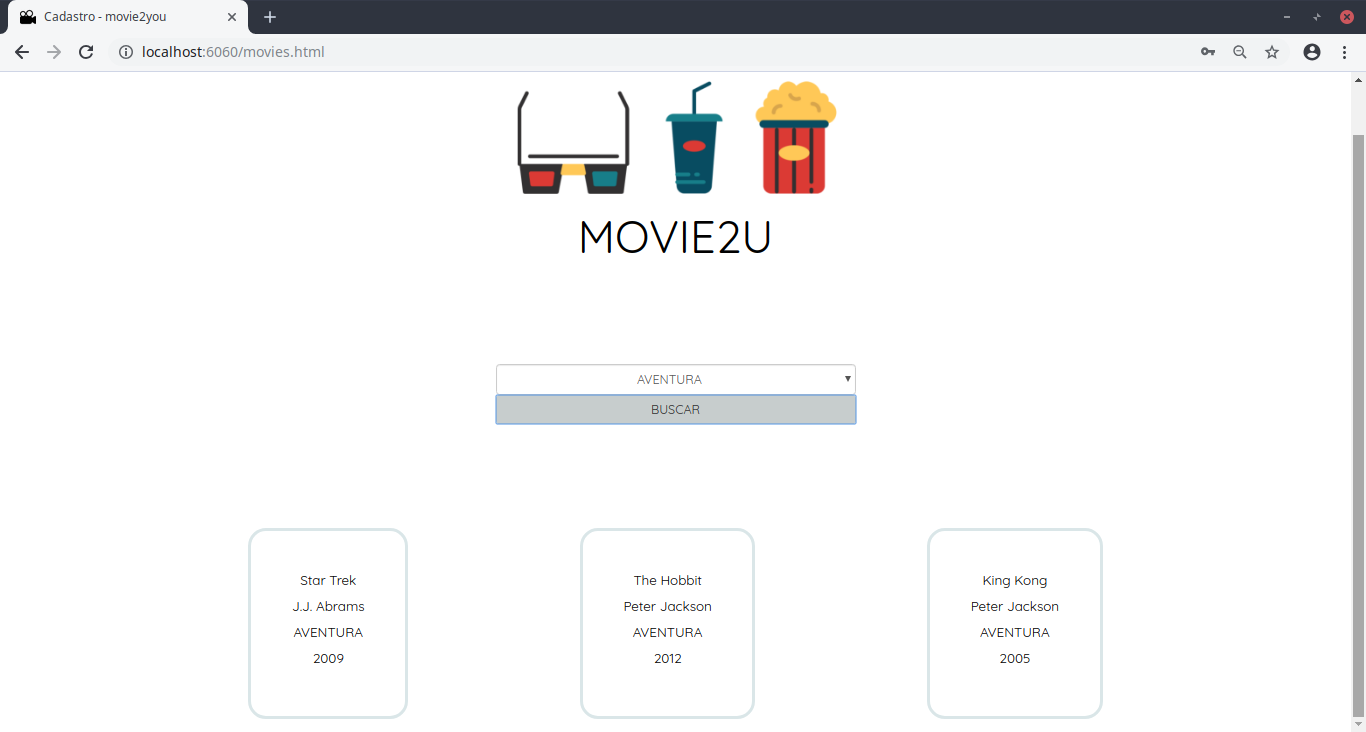 Cadastro - movie2you
localhost:6060/movies.html
MOVIE2U
AVENTURA
BUSCAR
Star Trek
J.J. Abrams
AVENTURA
2009
The Hobbit
Peter Jackson
AVENTURA
2012
King Kong
Peter Jackson
AVENTURA
2005